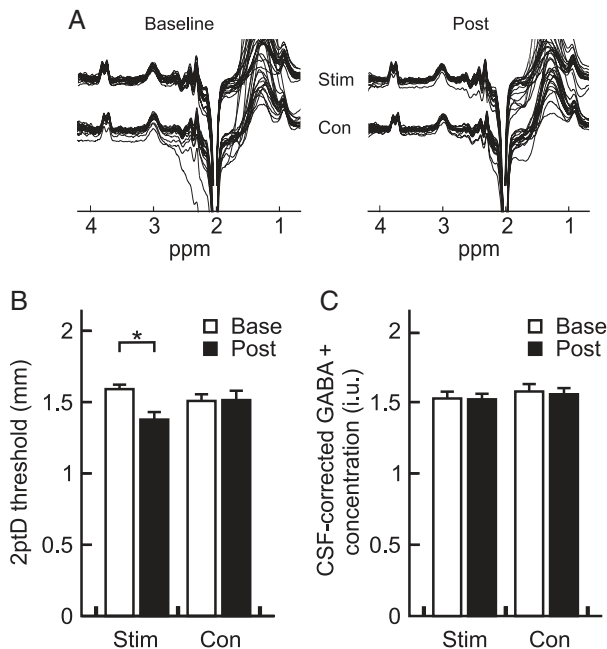 A
Baseline
Post
Stim
Con
4 3 2 1
ppm
4 3 2 1
ppm
B
2ptD threshold (mm)
2
1.5
1
0.5
0
*
Base
Post
Stim Con
C
CSF-corrected GABA +
concentration (i.u.)
2
1.5
1
0.5
0
Base
Post
Stim Con